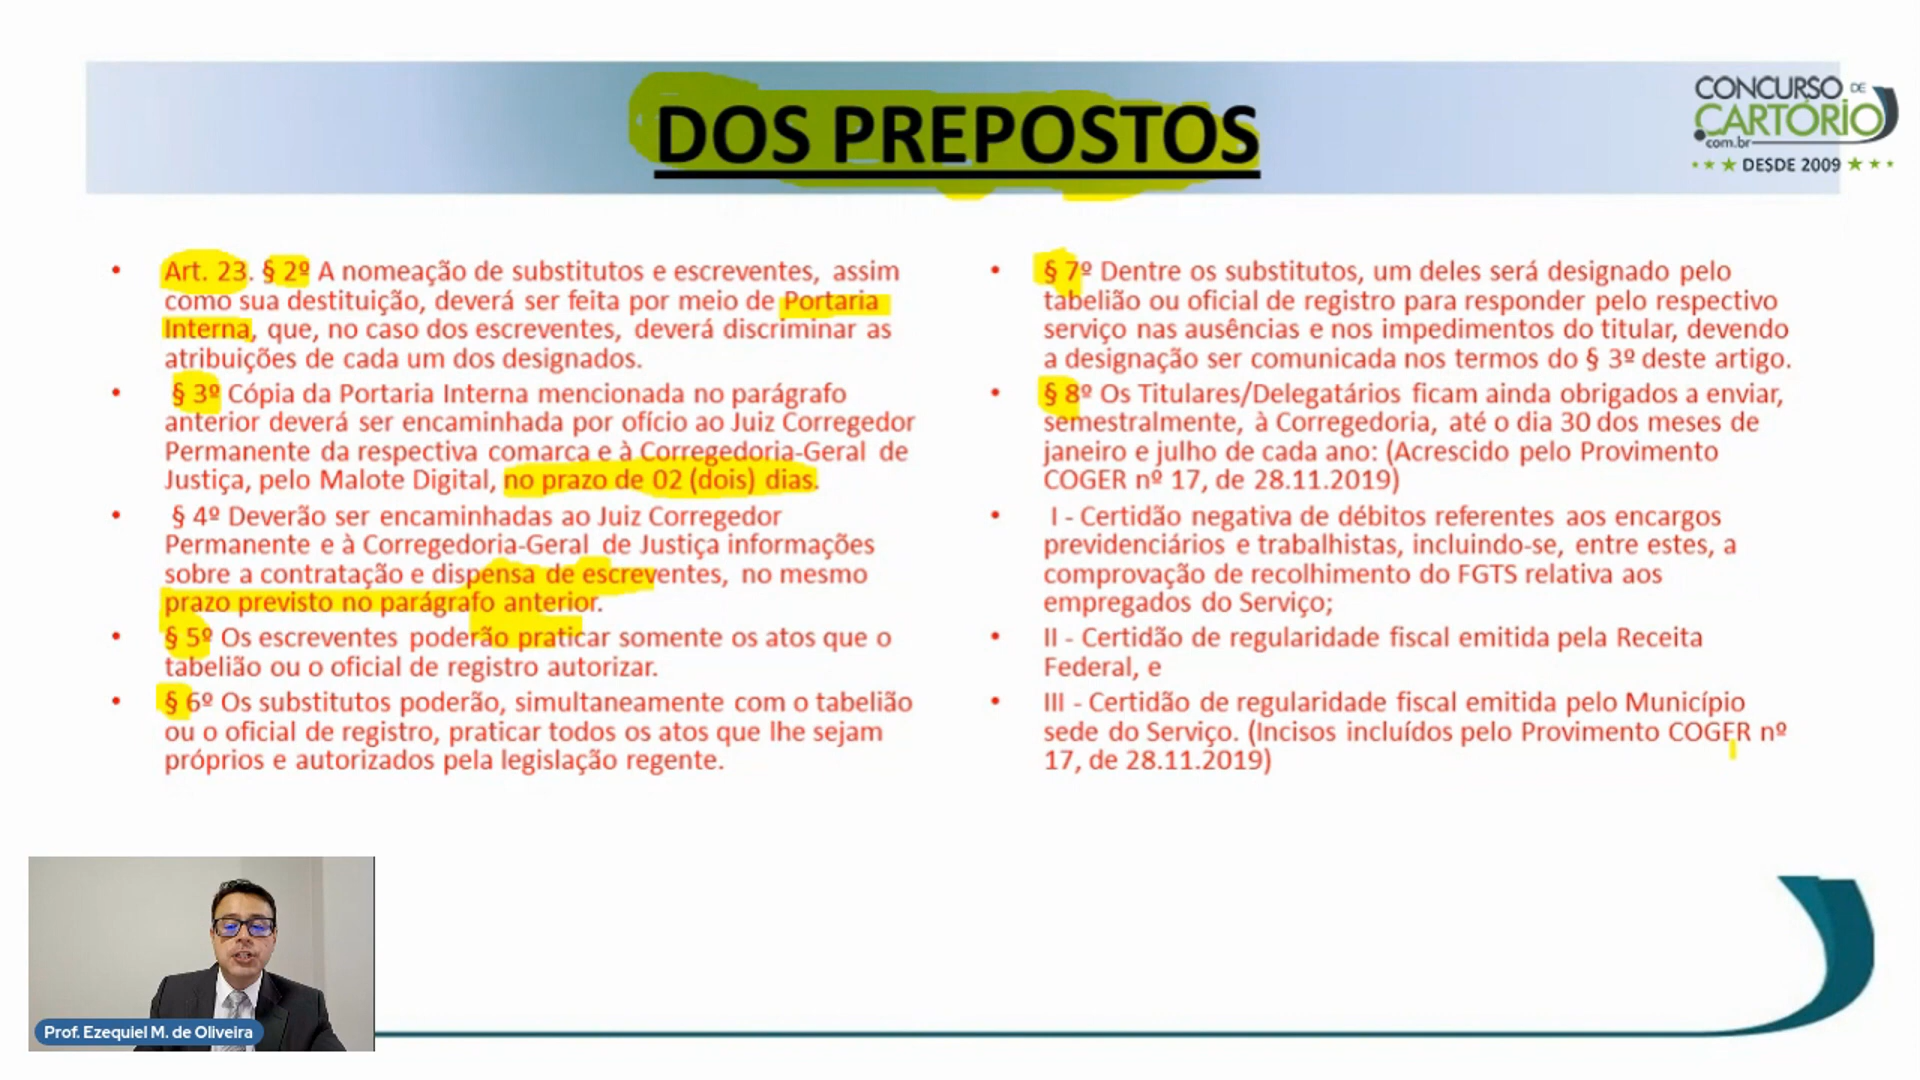 DOS PREPOSTOS
CONCURSO DE
CARTÓRIO
.com.br
DESDE 2009
• Art. 23. § 2º A nomeação de substitutos e escreventes, assim
como sua destituição, deverá ser feita por meio de Portaria
Interna, que, no caso dos escreventes, deverá discriminar as
atribuições de cada um dos designados.
• § 3º Cópia da Portaria Interna mencionada no parágrafo
anterior deverá ser encaminhada por ofício ao Juiz Corregedor
Permanente da respectiva comarca e à Corregedoria-Geral de
Justiça, pelo Malote Digital, no prazo de 02 (dois) dias.
• § 4º Deverão ser encaminhadas ao Juiz Corregedor
Permanente e à Corregedoria-Geral de Justiça informações
sobre a contratação e dispensa de escreventes, no mesmo
prazo previsto no parágrafo anterior.
• § 5º Os escreventes poderão praticar somente os atos que o
tabelião ou o oficial de registro autorizar.
• § 6º Os substitutos poderão, simultaneamente com o tabelião
ou o oficial de registro, praticar todos os atos que lhe sejam
próprios e autorizados pela legislação regente.
• § 7º Dentre os substitutos, um deles será designado pelo
tabelião ou oficial de registro para responder pelo respectivo
serviço nas ausências e nos impedimentos do titular, devendo
a designação ser comunicada nos termos do § 3º deste artigo.
• § 8º Os Titulares/Delegatários ficam ainda obrigados a enviar,
semestralmente, à Corregedoria, até o dia 30 dos meses de
janeiro e julho de cada ano: (Acrescido pelo Provimento
COGER nº 17, de 28.11.2019)
• I - Certidão negativa de débitos referentes aos encargos
previdenciários e trabalhistas, incluindo-se, entre estes, a
comprovação de recolhimento do FGTS relativa aos
empregados do Serviço;
• II - Certidão de regularidade fiscal emitida pela Receita
Federal, e
• III - Certidão de regularidade fiscal emitida pelo Município
sede do Serviço. (Incisos incluídos pelo Provimento COGER nº
17, de 28.11.2019)
Prof. Ezequiel M. de Oliveira